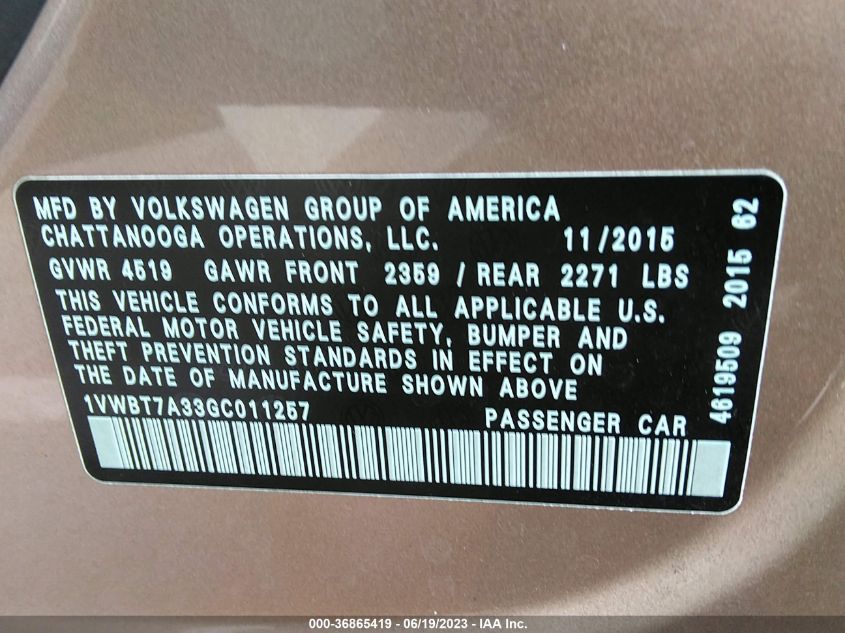 MFD BY VOLKSWAGEN GROUP OF AMERICA
CHATTANOOGA OPERATIONS, LLC. 11/2015
GVWR 4519 GAWR FRONT 2359 / REAR 2271 LBS
THIS VEHICLE CONFORMS TO ALL APPLICABLE U.S.
FEDERAL MOTOR VEHICLE SAFETY, BUMPER AND
THEFT PREVENTION STANDARDS IN EFFECT ON
THE DATE OF MANUFACTURE SHOWN ABOVE
1VWBT7A33GC011257 PASSENGER CAR
4619509 2015 62
000-36865419 - 06/19/2023 - IAA Inc.